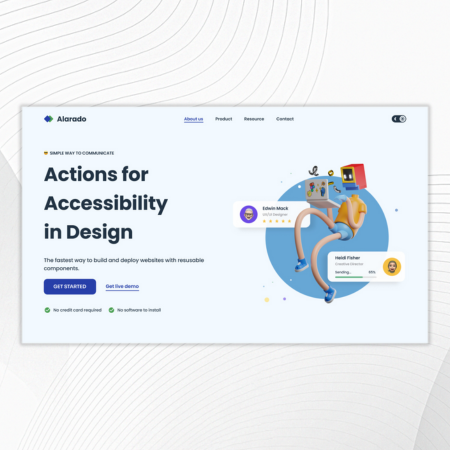 Alarado
About us
Product
Resource
Contact
SIMPLE WAY TO COMMUNICATE
Actions for
Accessibility
in Design
The fastest way to build and deploy websites with resusable
components.
GET STARTED
Get live demo
No credit card required
No software to install
Edwin Mack
UX/UI Designer
Heidi Fisher
Creative Director
Sending...
65%